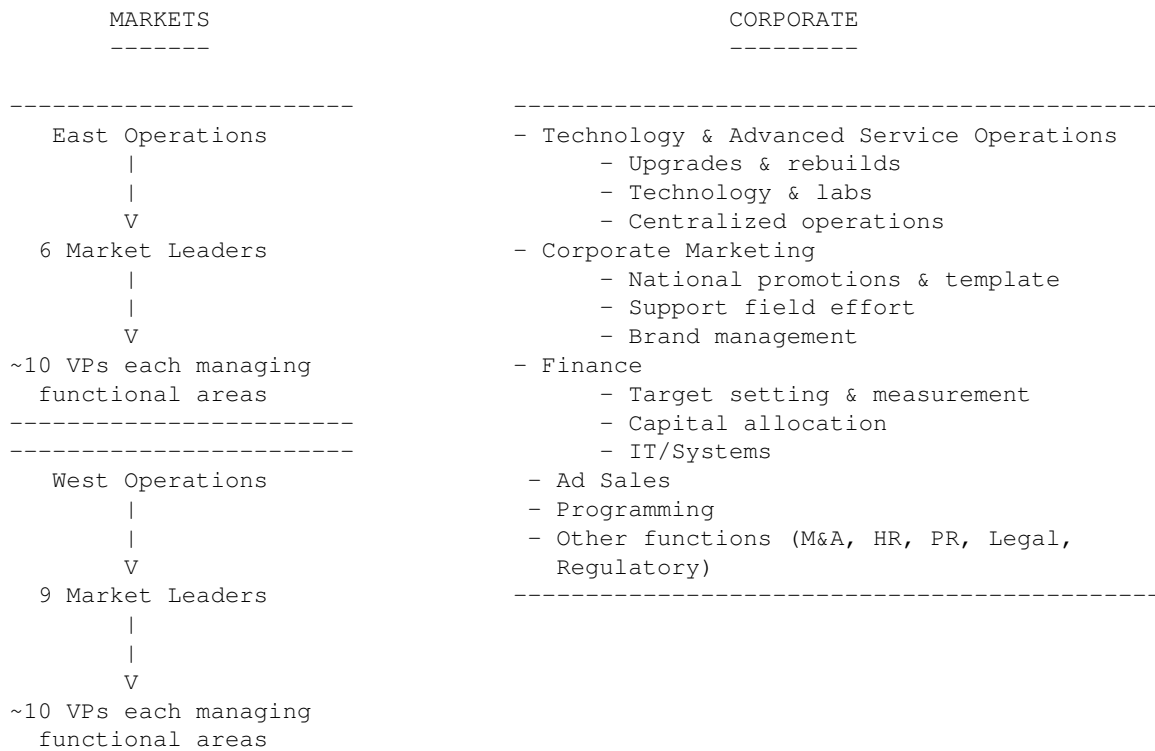 MARKETS
-------
------------------------
East Operations
|
|
V
6 Market Leaders
|
|
V
~10 VPs each managing
functional areas
------------------------
------------------------
West Operations
|
|
V
9 Market Leaders
|
|
V
~10 VPs each managing
functional areas
CORPORATE
---------
---------------------------------------------
- Technology & Advanced Service Operations
- Upgrades & rebuilds
- Technology & labs
- Centralized operations
- Corporate Marketing
- National promotions & template
- Support field effort
- Brand management
- Finance
- Target setting & measurement
- Capital allocation
- IT/Systems
- Ad Sales
- Programming
- Other functions (M&A, HR, PR, Legal,
Regulatory)
---------------------------------------------